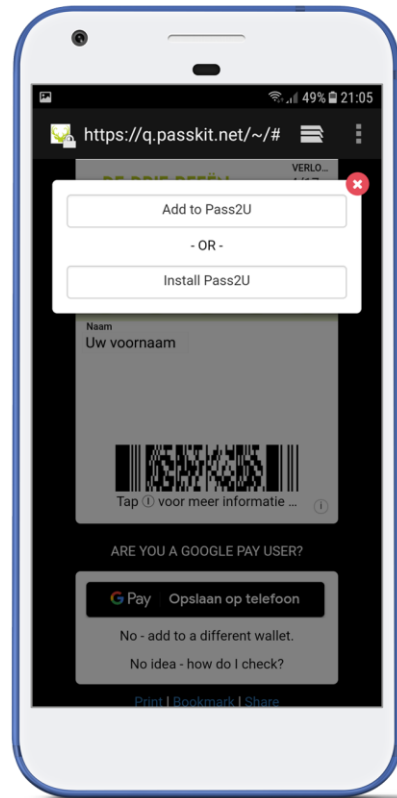 49% 21:05
https://q.passkit.net/~/#
VERLO...
Add to Pass2U
- OR -
Install Pass2U
Naam
Uw voornaam
Tap ⓘ voor meer informatie ...
ARE YOU A GOOGLE PAY USER?
G Pay Opslaan op telefoon
No - add to a different wallet.
No idea - how do I check?
Print | Bookmark | Share